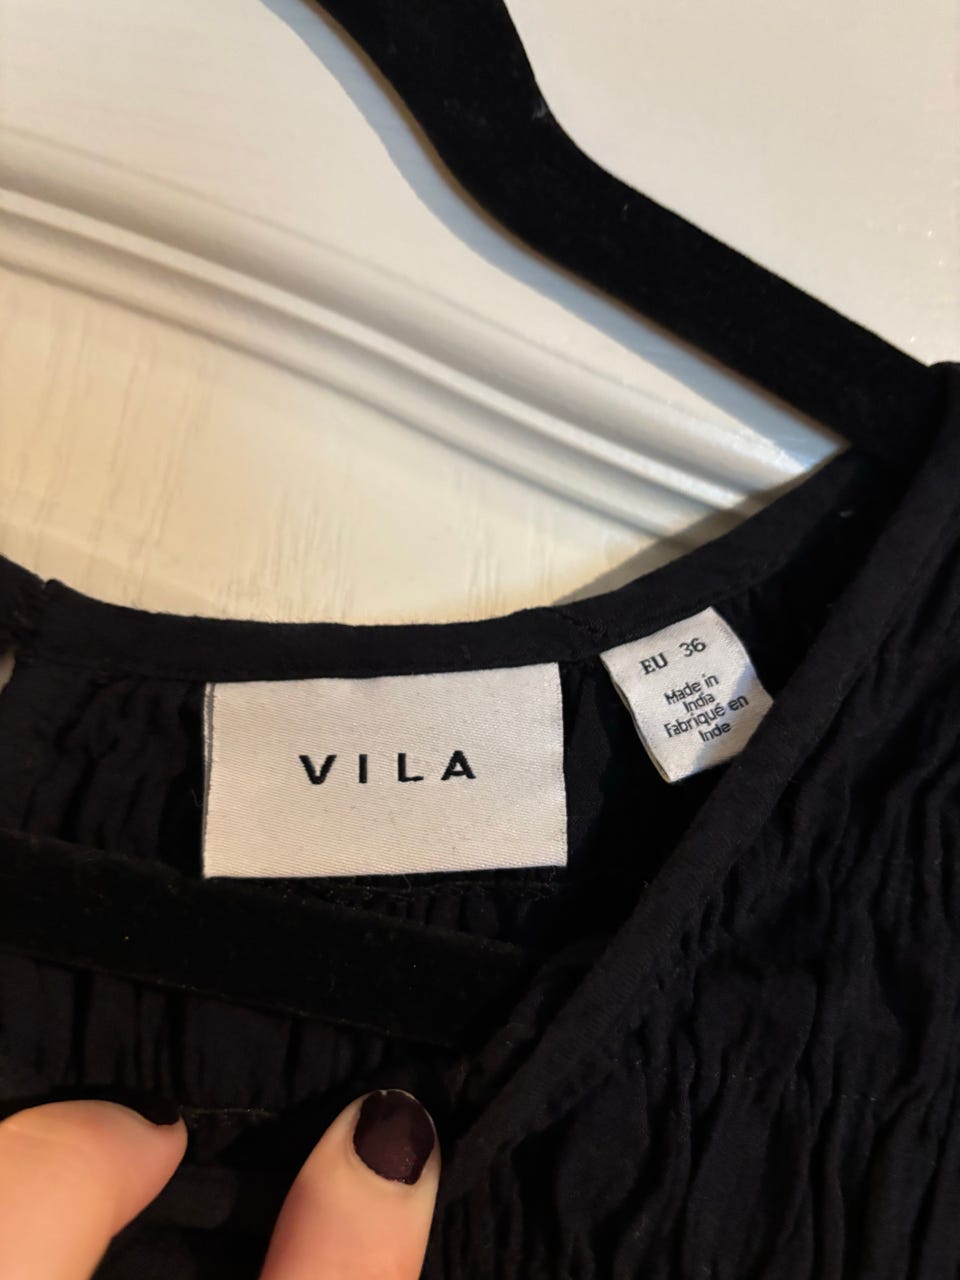 VILA
EU 36
Made in
India
Fabriqué en
Inde